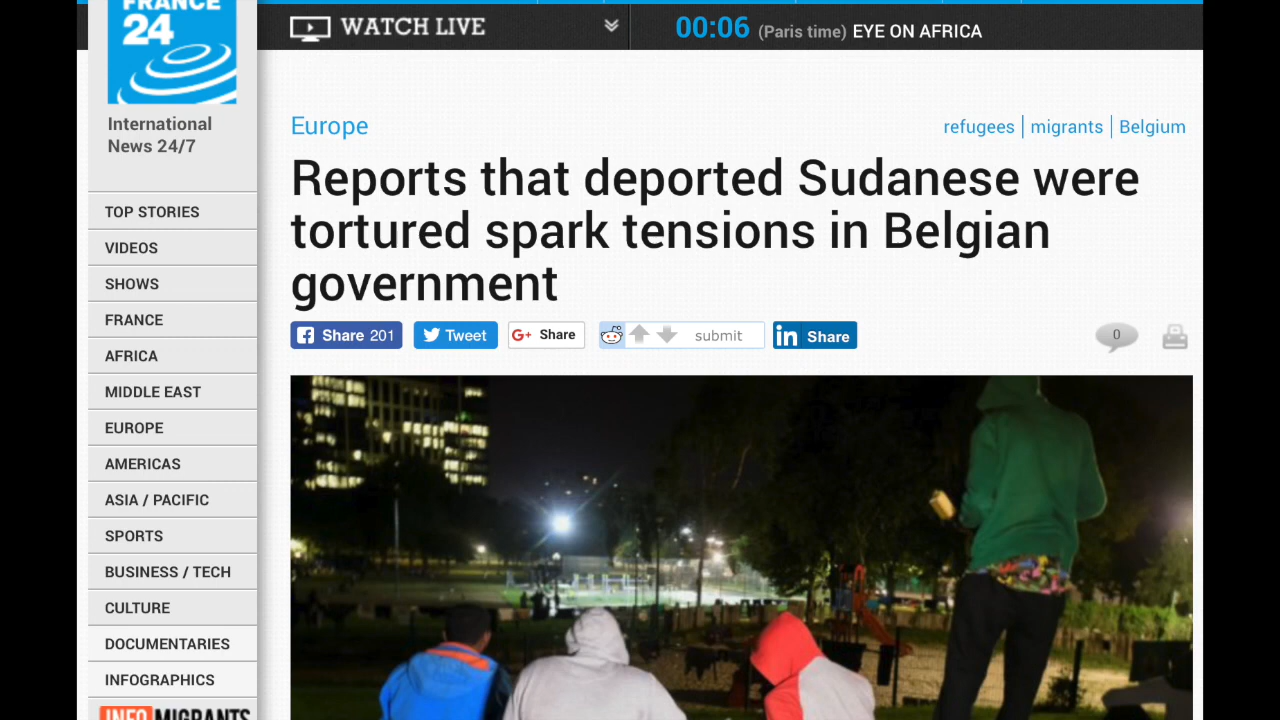 FRANCE
24
International
News 24/7
WATCH LIVE
00:06 (Paris time) EYE ON AFRICA
TOP STORIES
VIDEOS
SHOWS
FRANCE
AFRICA
MIDDLE EAST
EUROPE
AMERICAS
ASIA / PACIFIC
SPORTS
BUSINESS / TECH
CULTURE
DOCUMENTARIES
INFOGRAPHICS
INFOMIGRANTS
Europe
refugees | migrants | Belgium
Reports that deported Sudanese were
tortured spark tensions in Belgian
government
Share 201
Tweet
G+ Share
submit
in Share
0